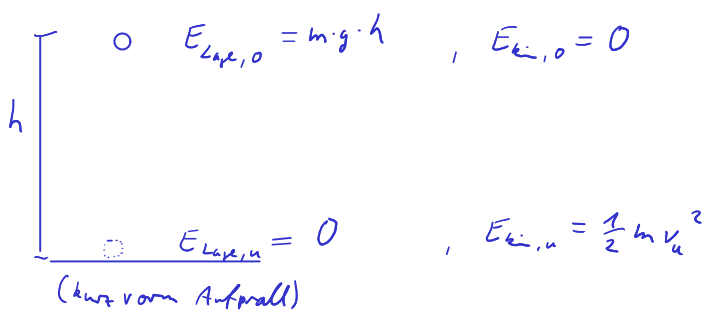 E_Lage,o = m·g·h , E_kin,o = 0
h
E_Lage,u = 0 , E_kin,u = 1/2 m v_u²
(kurz vorm Aufprall)